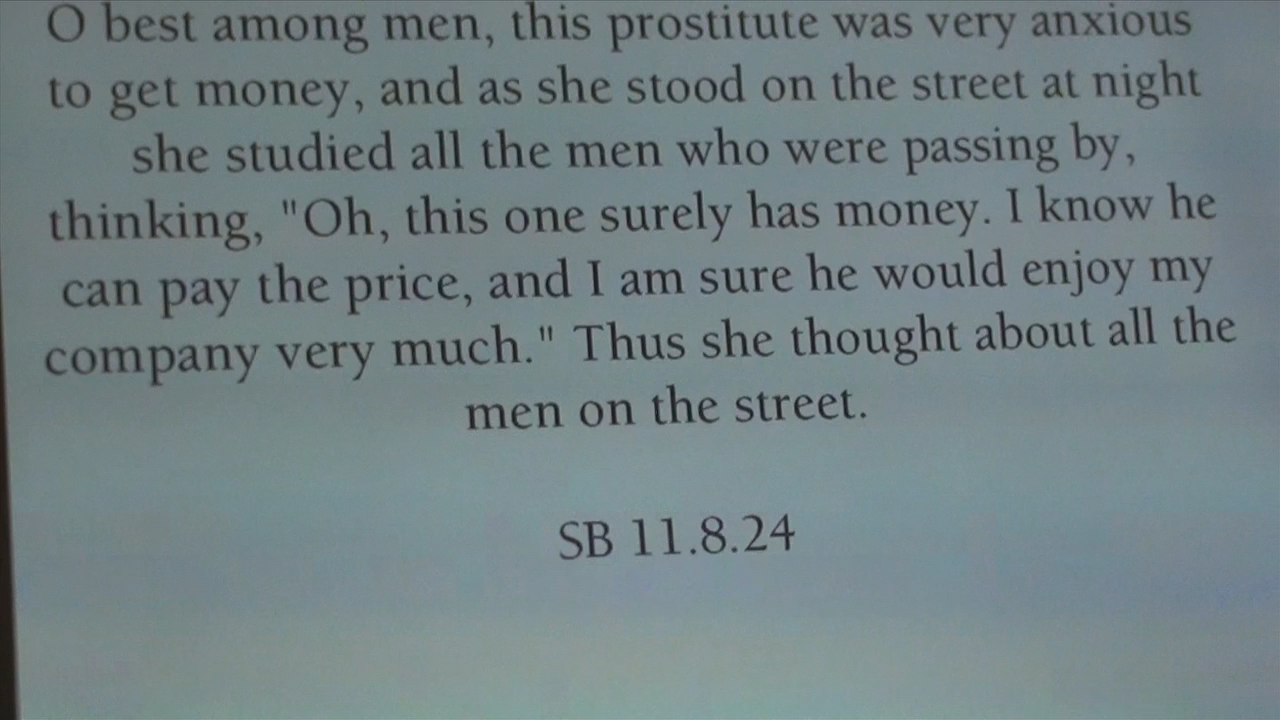 O best among men, this prostitute was very anxious
to get money, and as she stood on the street at night
she studied all the men who were passing by,
thinking, "Oh, this one surely has money. I know he
can pay the price, and I am sure he would enjoy my
company very much." Thus she thought about all the
men on the street.
SB 11.8.24